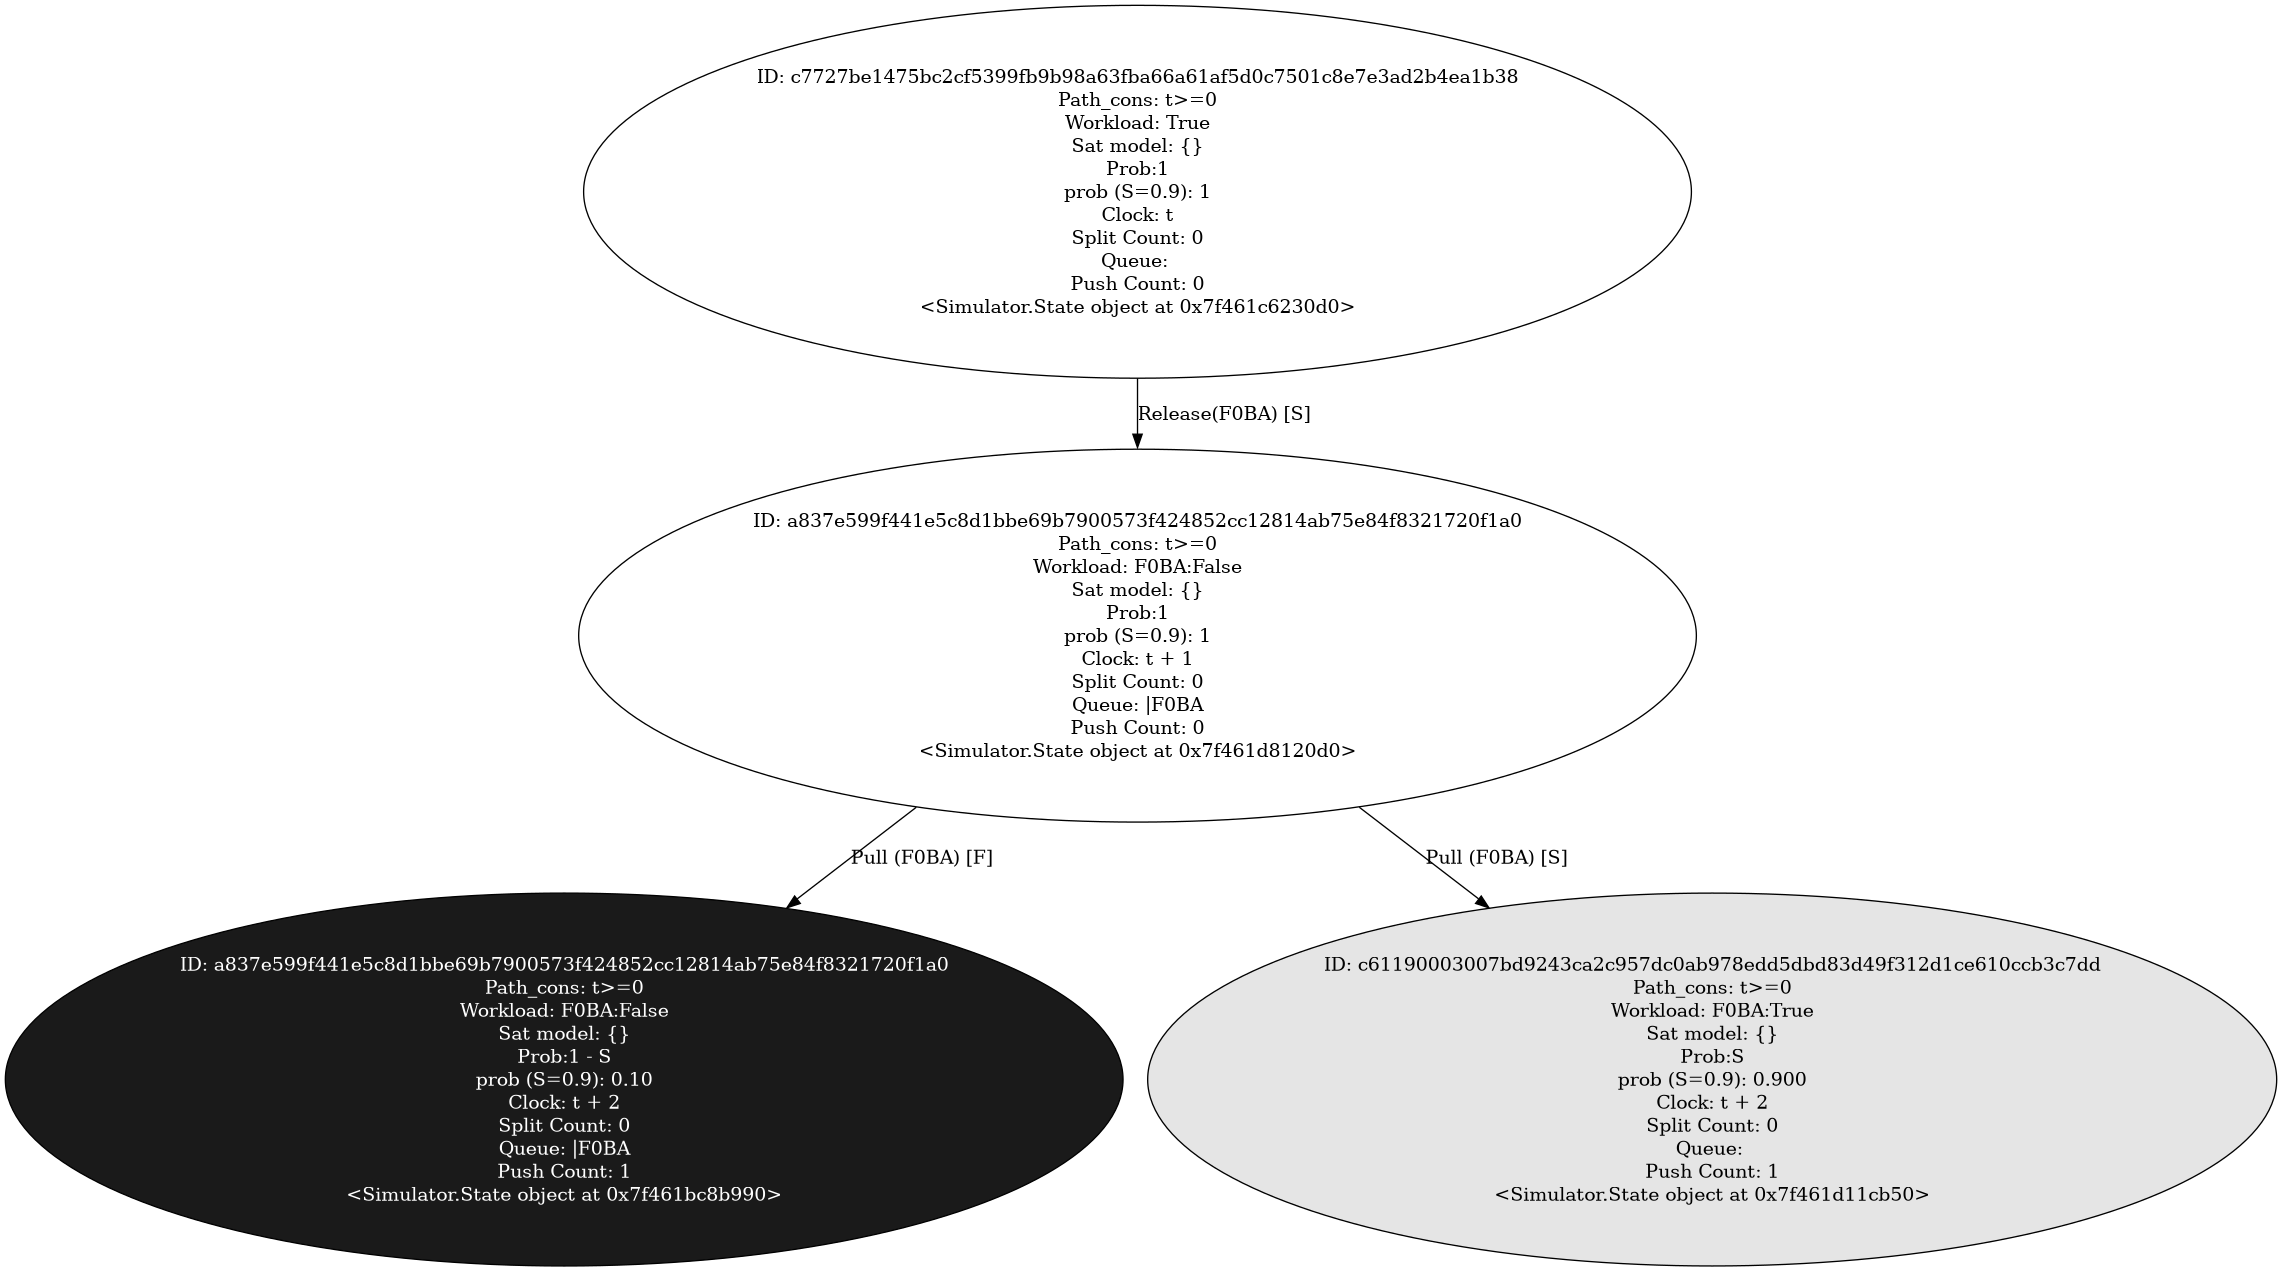 ID: c7727be1475bc2cf5399fb9b98a63fba66a61af5d0c7501c8e7e3ad2b4ea1b38
Path_cons: t>=0
Workload: True
Sat model: {}
Prob:1
prob (S=0.9): 1
Clock: t
Split Count: 0
Queue:
Push Count: 0
<Simulator.State object at 0x7f461c6230d0>
Release(F0BA) [S]
ID: a837e599f441e5c8d1bbe69b7900573f424852cc12814ab75e84f8321720f1a0
Path_cons: t>=0
Workload: F0BA:False
Sat model: {}
Prob:1
prob (S=0.9): 1
Clock: t + 1
Split Count: 0
Queue: |F0BA
Push Count: 0
<Simulator.State object at 0x7f461d8120d0>
Pull (F0BA) [F]
Pull (F0BA) [S]
ID: a837e599f441e5c8d1bbe69b7900573f424852cc12814ab75e84f8321720f1a0
Path_cons: t>=0
Workload: F0BA:False
Sat model: {}
Prob:1 - S
prob (S=0.9): 0.10
Clock: t + 2
Split Count: 0
Queue: |F0BA
Push Count: 1
<Simulator.State object at 0x7f461bc8b990>
ID: c61190003007bd9243ca2c957dc0ab978edd5dbd83d49f312d1ce610ccb3c7dd
Path_cons: t>=0
Workload: F0BA:True
Sat model: {}
Prob:S
prob (S=0.9): 0.900
Clock: t + 2
Split Count: 0
Queue:
Push Count: 1
<Simulator.State object at 0x7f461d11cb50>